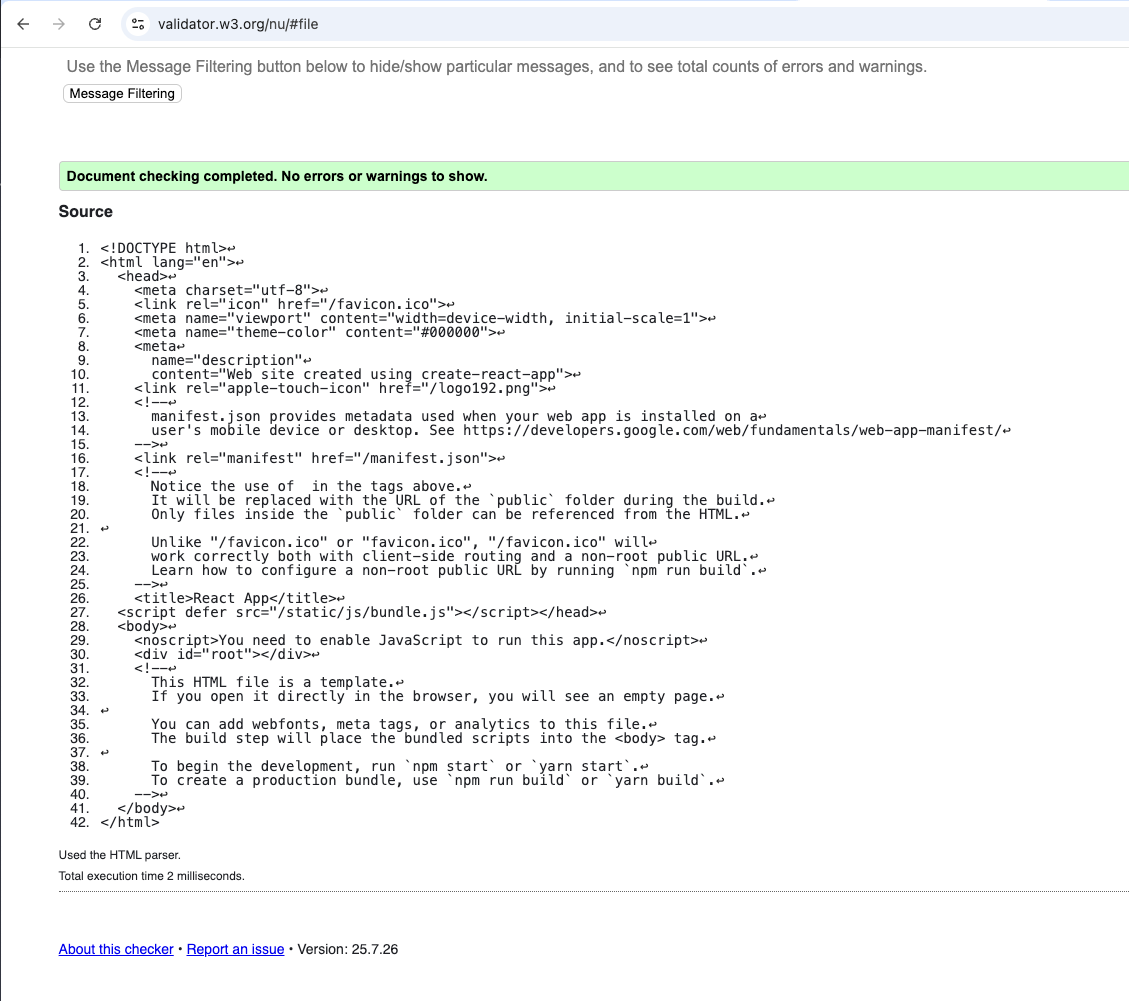 validator.w3.org/nu/#file
Use the Message Filtering button below to hide/show particular messages, and to see total counts of errors and warnings.
Message Filtering
Document checking completed. No errors or warnings to show.
Source
1. <!DOCTYPE html>↩
2. <html lang="en">↩
3.   <head>↩
4.     <meta charset="utf-8">↩
5.     <link rel="icon" href="/favicon.ico">↩
6.     <meta name="viewport" content="width=device-width, initial-scale=1">↩
7.     <meta name="theme-color" content="#000000">↩
8.     <meta↩
9.       name="description"↩
10.       content="Web site created using create-react-app">↩
11.     <link rel="apple-touch-icon" href="/logo192.png">↩
12.     <!--↩
13.       manifest.json provides metadata used when your web app is installed on a↩
14.       user's mobile device or desktop. See https://developers.google.com/web/fundamentals/web-app-manifest/↩
15.     -->↩
16.     <link rel="manifest" href="/manifest.json">↩
17.     <!--↩
18.       Notice the use of  in the tags above.↩
19.       It will be replaced with the URL of the `public` folder during the build.↩
20.       Only files inside the `public` folder can be referenced from the HTML.↩
21. ↩
22.       Unlike "/favicon.ico" or "favicon.ico", "/favicon.ico" will↩
23.       work correctly both with client-side routing and a non-root public URL.↩
24.       Learn how to configure a non-root public URL by running `npm run build`.↩
25.     -->↩
26.     <title>React App</title>↩
27.   <script defer src="/static/js/bundle.js"></script></head>↩
28.   <body>↩
29.     <noscript>You need to enable JavaScript to run this app.</noscript>↩
30.     <div id="root"></div>↩
31.     <!--↩
32.       This HTML file is a template.↩
33.       If you open it directly in the browser, you will see an empty page.↩
34. ↩
35.       You can add webfonts, meta tags, or analytics to this file.↩
36.       The build step will place the bundled scripts into the <body> tag.↩
37. ↩
38.       To begin the development, run `npm start` or `yarn start`.↩
39.       To create a production bundle, use `npm run build` or `yarn build`.↩
40.     -->↩
41.   </body>↩
42. </html>
Used the HTML parser.
Total execution time 2 milliseconds.
About this checker • Report an issue • Version: 25.7.26